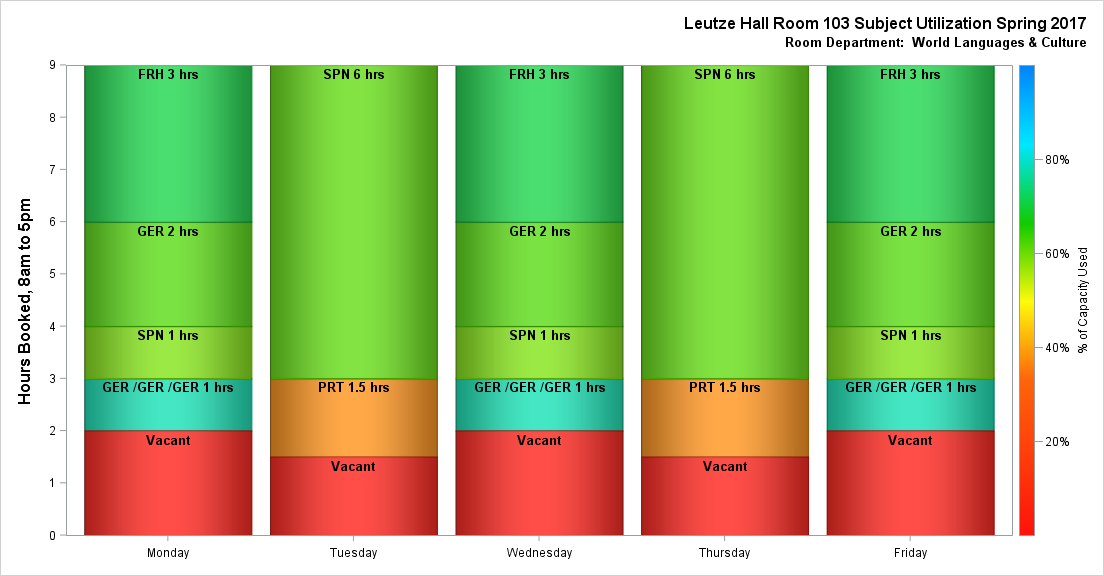 Leutze Hall Room 103 Subject Utilization Spring 2017
Room Department:  World Languages & Culture
Hours Booked, 8am to 5pm
9
8
7
6
5
4
3
2
1
0
FRH 3 hrs
GER 2 hrs
SPN 1 hrs
GER /GER /GER 1 hrs
Vacant
SPN 6 hrs
PRT 1.5 hrs
Vacant
FRH 3 hrs
GER 2 hrs
SPN 1 hrs
GER /GER /GER 1 hrs
Vacant
SPN 6 hrs
PRT 1.5 hrs
Vacant
FRH 3 hrs
GER 2 hrs
SPN 1 hrs
GER /GER /GER 1 hrs
Vacant
Monday
Tuesday
Wednesday
Thursday
Friday
80%
60%
40%
20%
% of Capacity Used